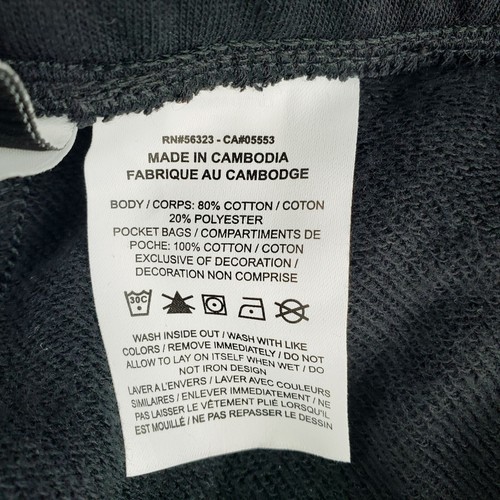 RN#56323 - CA#05553
MADE IN CAMBODIA
FABRIQUE AU CAMBODGE
BODY / CORPS: 80% COTTON / COTON
20% POLYESTER
POCKET BAGS / COMPARTIMENTS DE
POCHE: 100% COTTON / COTON
EXCLUSIVE OF DECORATION /
DECORATION NON COMPRISE
30C
WASH INSIDE OUT / WASH WITH LIKE
COLORS / REMOVE IMMEDIATELY / DO NOT
ALLOW TO LAY ON ITSELF WHEN WET / DO
NOT IRON DESIGN
LAVER A L'ENVERS / LAVER AVEC COULEURS
SIMILAIRES / ENLEVER IMMEDIATEMENT / NE
PAS LAISSER LE VÊTEMENT PLIÉ LORSQU'IL
EST MOUILLÉ / NE PAS REPASSER LE DESSIN